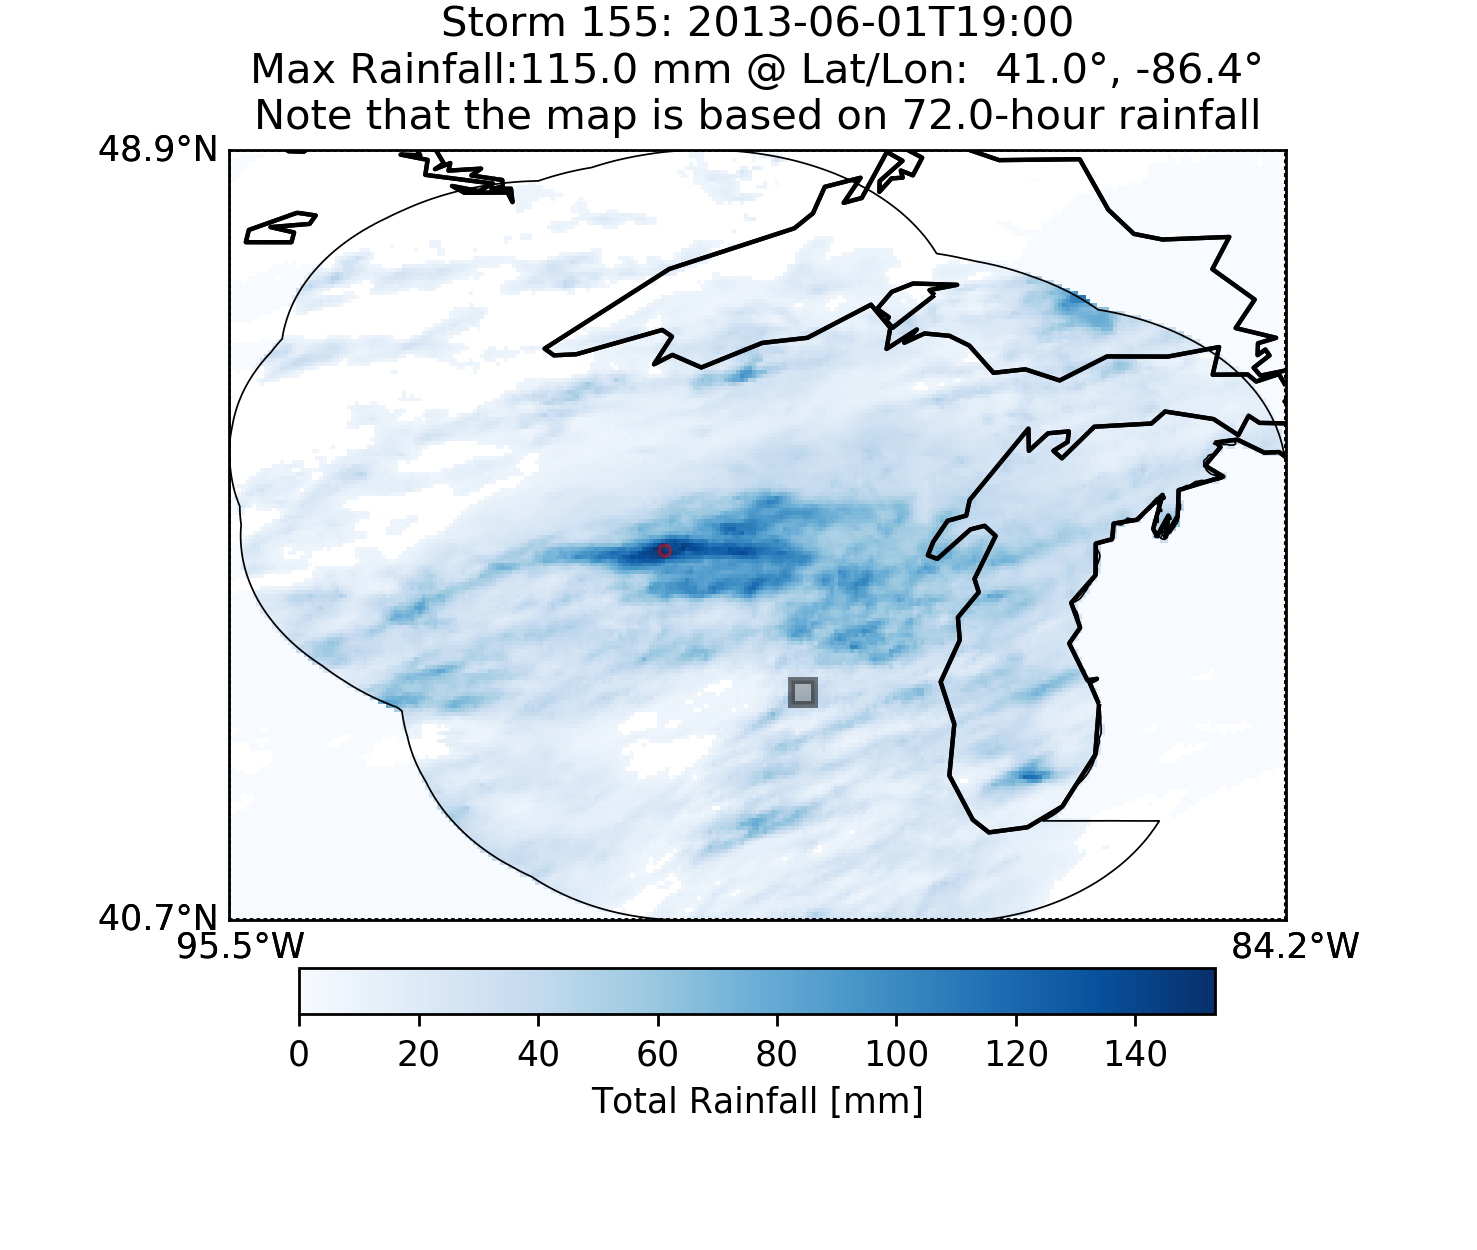 Storm 155: 2013-06-01T19:00
Max Rainfall:115.0 mm @ Lat/Lon:  41.0°, -86.4°
Note that the map is based on 72.0-hour rainfall
48.9°N
40.7°N
95.5°W 84.2°W
0 20 40 60 80 100 120 140
Total Rainfall [mm]